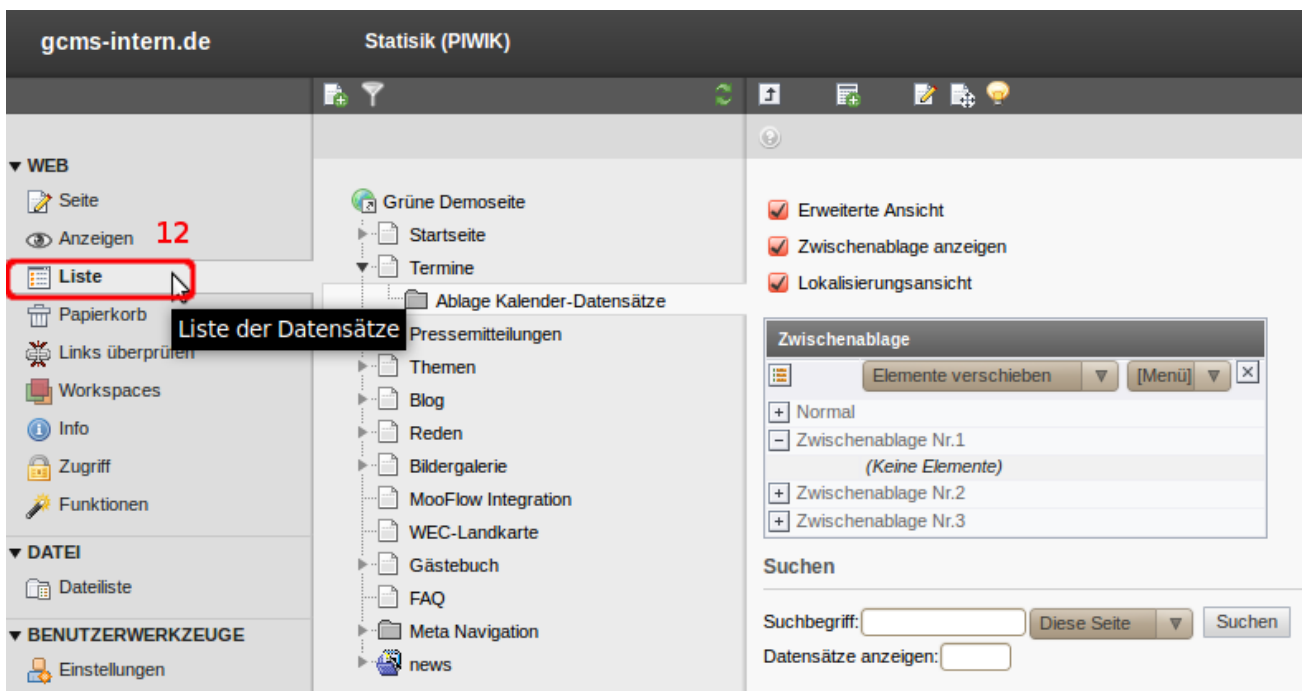 gcms-intern.de
Statisik (PIWIK)
WEB
Seite
Anzeigen
12
Liste
Liste der Datensätze
Papierkorb
Links überprüfen
Workspaces
Info
Zugriff
Funktionen
DATEI
Dateiliste
BENUTZERWERKZEUGE
Einstellungen
Grüne Demoseite
Startseite
Termine
Ablage Kalender-Datensätze
Pressemitteilungen
Themen
Blog
Reden
Bildergalerie
MooFlow Integration
WEC-Landkarte
Gästebuch
FAQ
Meta Navigation
news
Erweiterte Ansicht
Zwischenablage anzeigen
Lokalisierungsansicht
Zwischenablage
Elemente verschieben [Menü]
Normal
Zwischenablage Nr.1
(Keine Elemente)
Zwischenablage Nr.2
Zwischenablage Nr.3
Suchen
Suchbegriff: Diese Seite Suchen
Datensätze anzeigen: